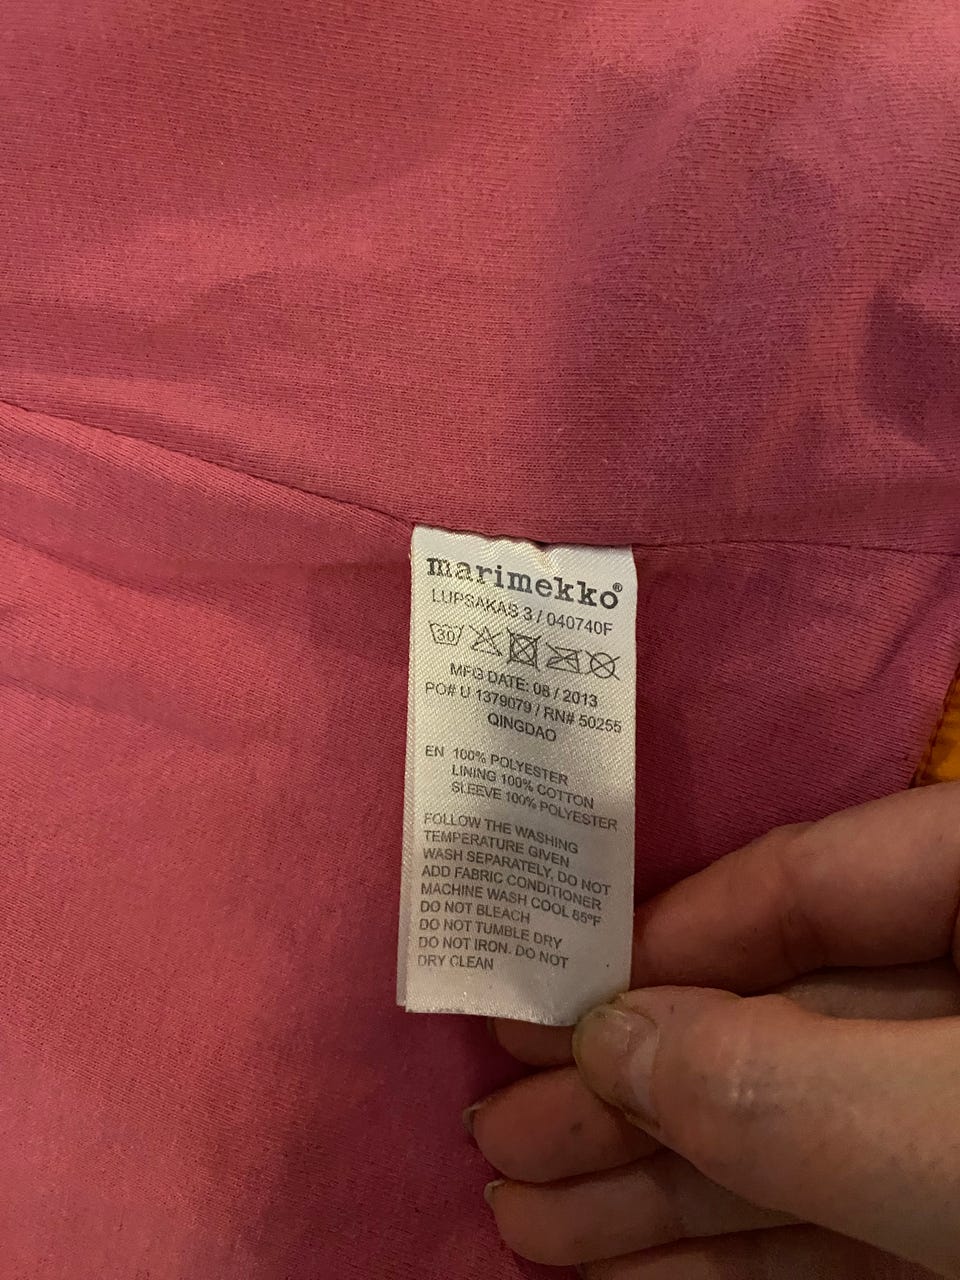 marimekko®
LUPSAKAS 3 / 040740F
30
MFG DATE: 08 / 2013
PO# U 1379079 / RN# 50255
QINGDAO
EN 100% POLYESTER
LINING 100% COTTON
SLEEVE 100% POLYESTER
FOLLOW THE WASHING
TEMPERATURE GIVEN
WASH SEPARATELY, DO NOT
ADD FABRIC CONDITIONER
MACHINE WASH COOL 85°F
DO NOT BLEACH
DO NOT TUMBLE DRY
DO NOT IRON. DO NOT
DRY CLEAN